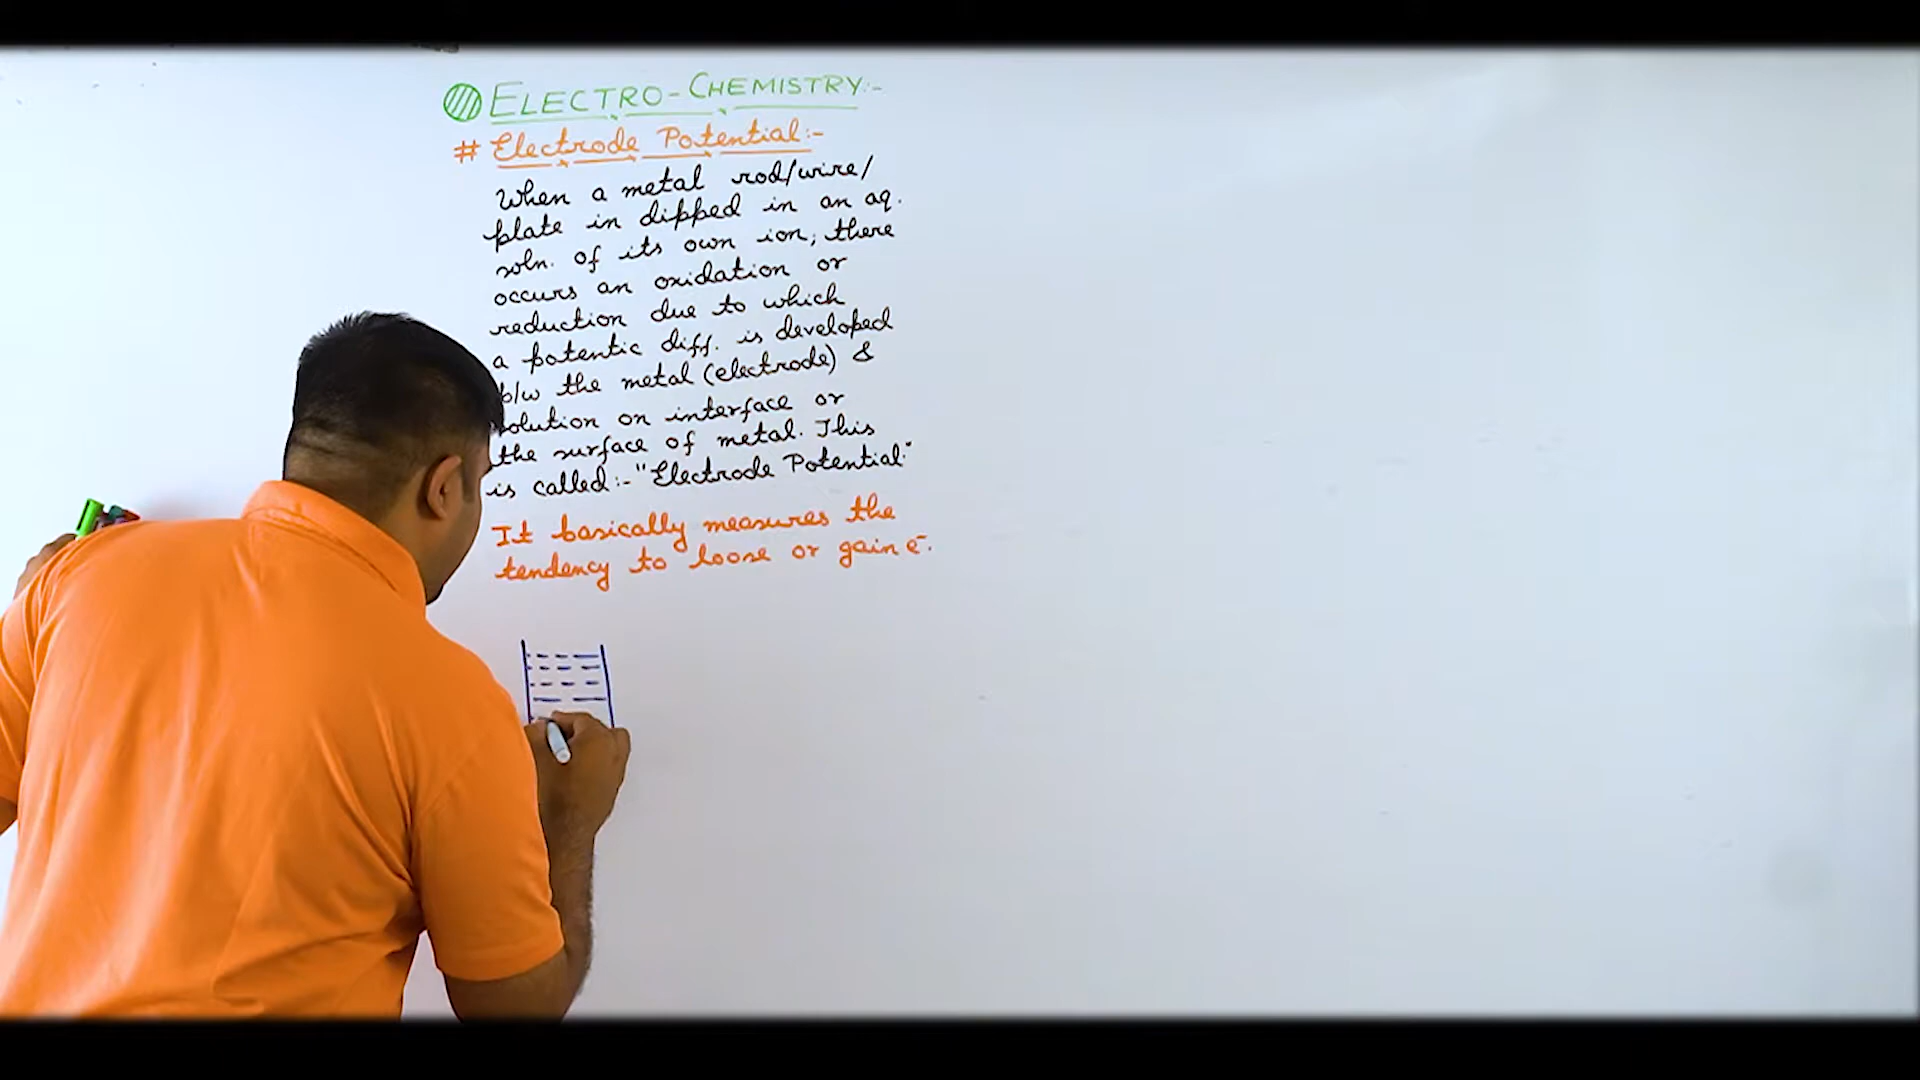 ELECTRO-CHEMISTRY:-
# Electrode Potential:-
When a metal rod/wire/
plate in dipped in an aq.
soln. of its own ion; there
occurs an oxidation or
reduction due to which
a potentic diff. is developed
b/w the metal (electrode) &
solution on interface or
the surface of metal. This
is called:- "Electrode Potential"
It basically measures the
tendency to loose or gain e⁻.